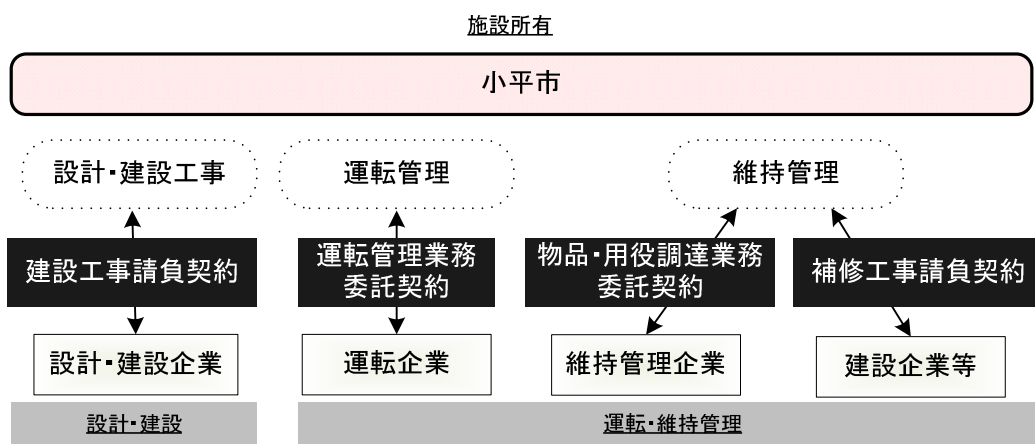 施設所有
小平市
設計・建設工事
運転管理
維持管理
建設工事請負契約
運転管理業務
委託契約
物品・用役調達業務
委託契約
補修工事請負契約
設計・建設企業
運転企業
維持管理企業
建設企業等
設計・建設
運転・維持管理